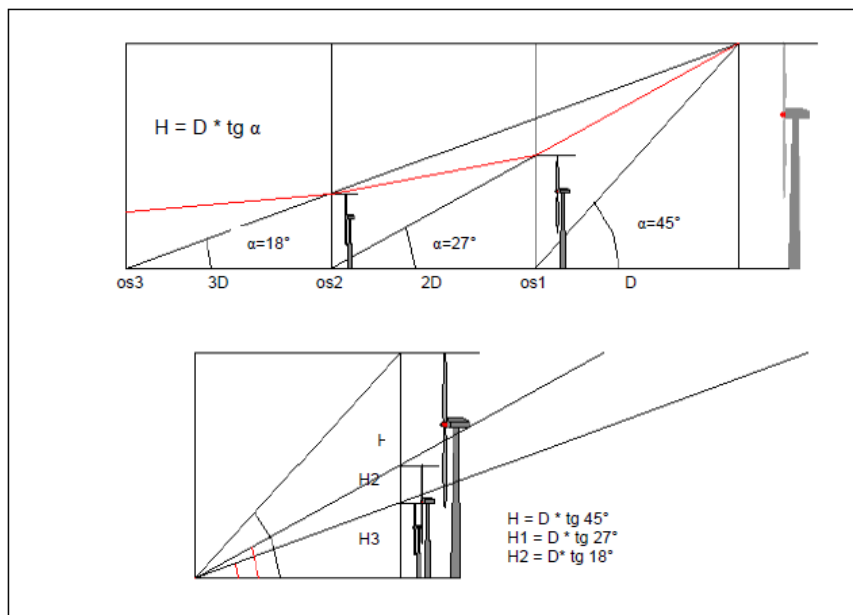 H = D * tg α
α=18°
α=27°
α=45°
os3
3D
os2
2D
os1
D
H
H2
H3
H = D * tg 45°
H1 = D * tg 27°
H2 = D* tg 18°